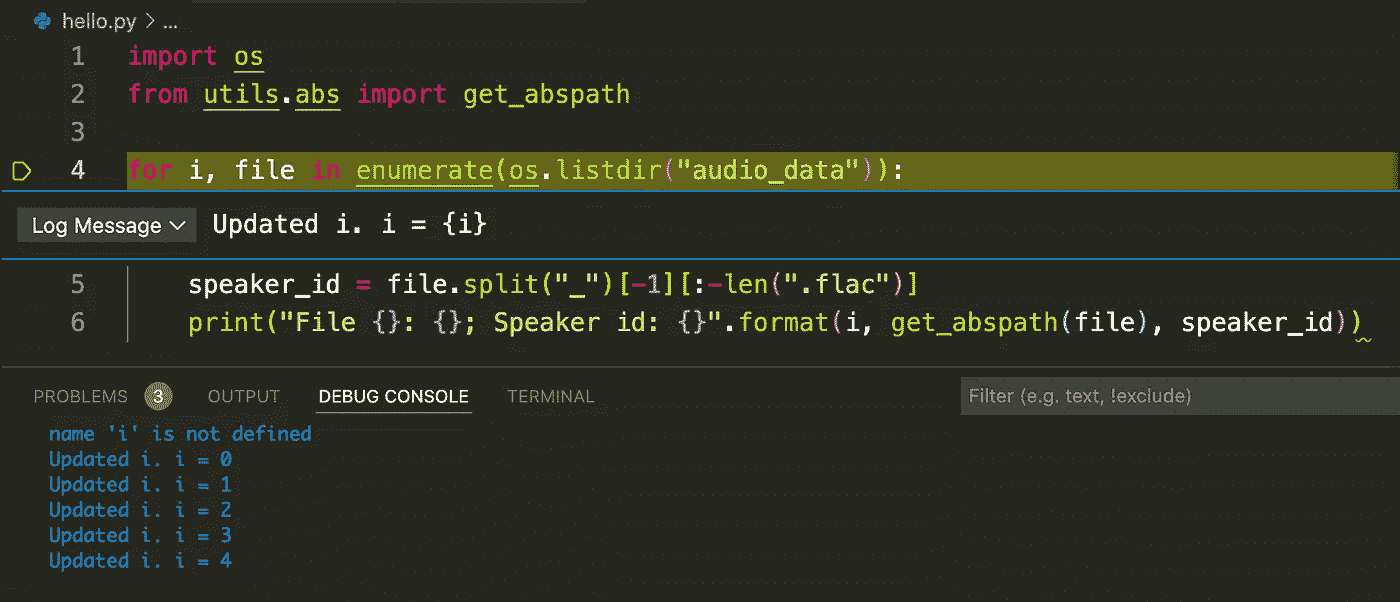 hello.py > ...
1 import os
2 from utils.abs import get_abspath
3
4 for i, file in enumerate(os.listdir("audio_data")):
Log Message Updated i. i = {i}
5     speaker_id = file.split("_")[-1][:-len(".flac")]
6     print("File {}: {}; Speaker id: {}".format(i, get_abspath(file), speaker_id))
PROBLEMS 3 OUTPUT DEBUG CONSOLE TERMINAL Filter (e.g. text, !exclude)
name 'i' is not defined
Updated i. i = 0
Updated i. i = 1
Updated i. i = 2
Updated i. i = 3
Updated i. i = 4